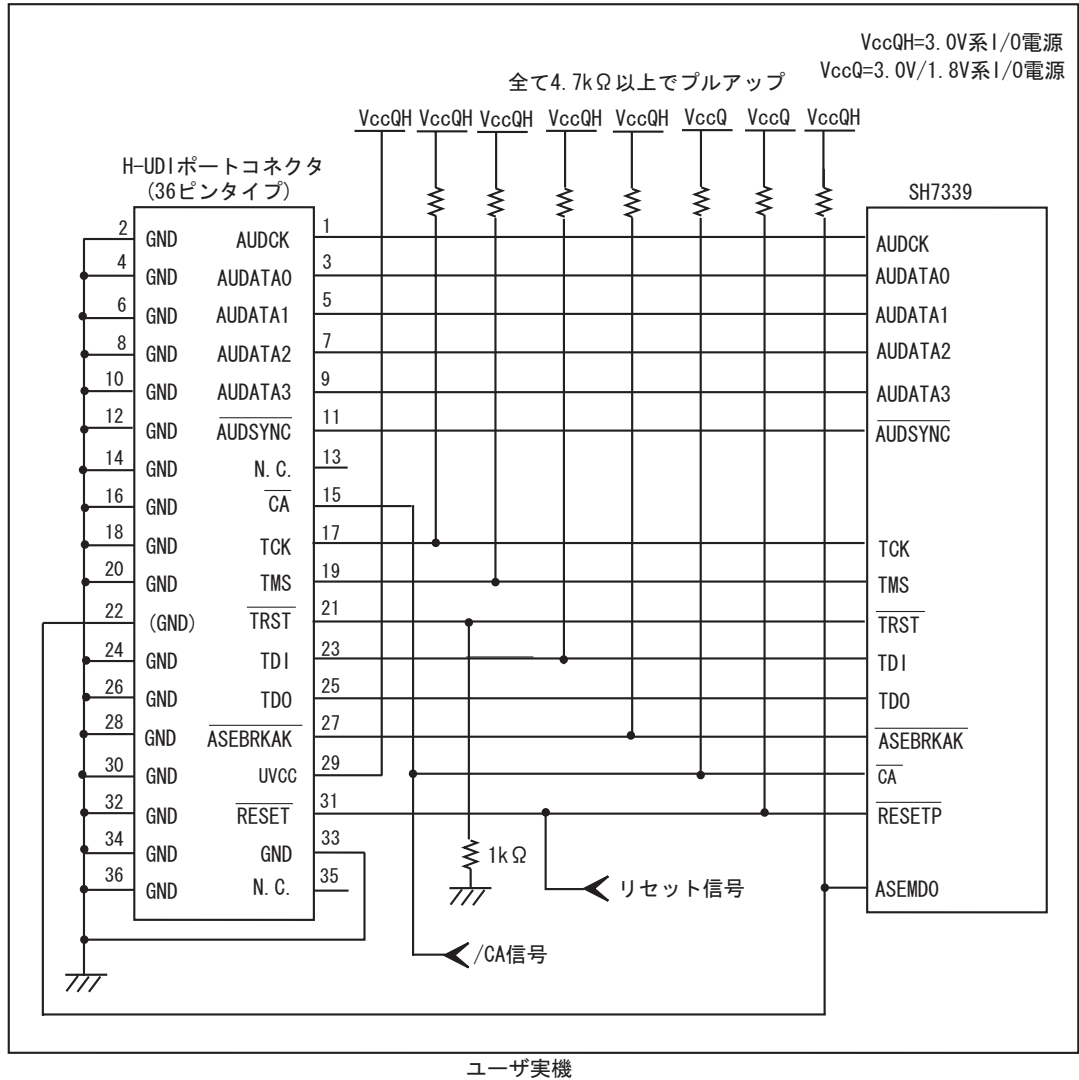 VccQH=3.0V系I/O電源
VccQ=3.0V/1.8V系I/O電源
全て4.7kΩ以上でプルアップ
VccQH VccQH VccQH VccQH VccQH VccQ VccQ VccQH
H-UDIポートコネクタ
(36ピンタイプ)
SH7339
2 GND AUDCK 1 AUDCK
4 GND AUDATA0 3 AUDATA0
6 GND AUDATA1 5 AUDATA1
8 GND AUDATA2 7 AUDATA2
10 GND AUDATA3 9 AUDATA3
12 GND AUDSYNC 11 AUDSYNC
14 GND N.C. 13
16 GND CA 15
18 GND TCK 17 TCK
20 GND TMS 19 TMS
22 (GND) TRST 21 TRST
24 GND TDI 23 TDI
26 GND TDO 25 TDO
28 GND ASEBRKAK 27 ASEBRKAK
30 GND UVCC 29 CA
32 GND RESET 31 RESETP
34 GND GND 33
1kΩ
36 GND N.C. 35
リセット信号
ASEMD0
/CA信号
ユーザ実機